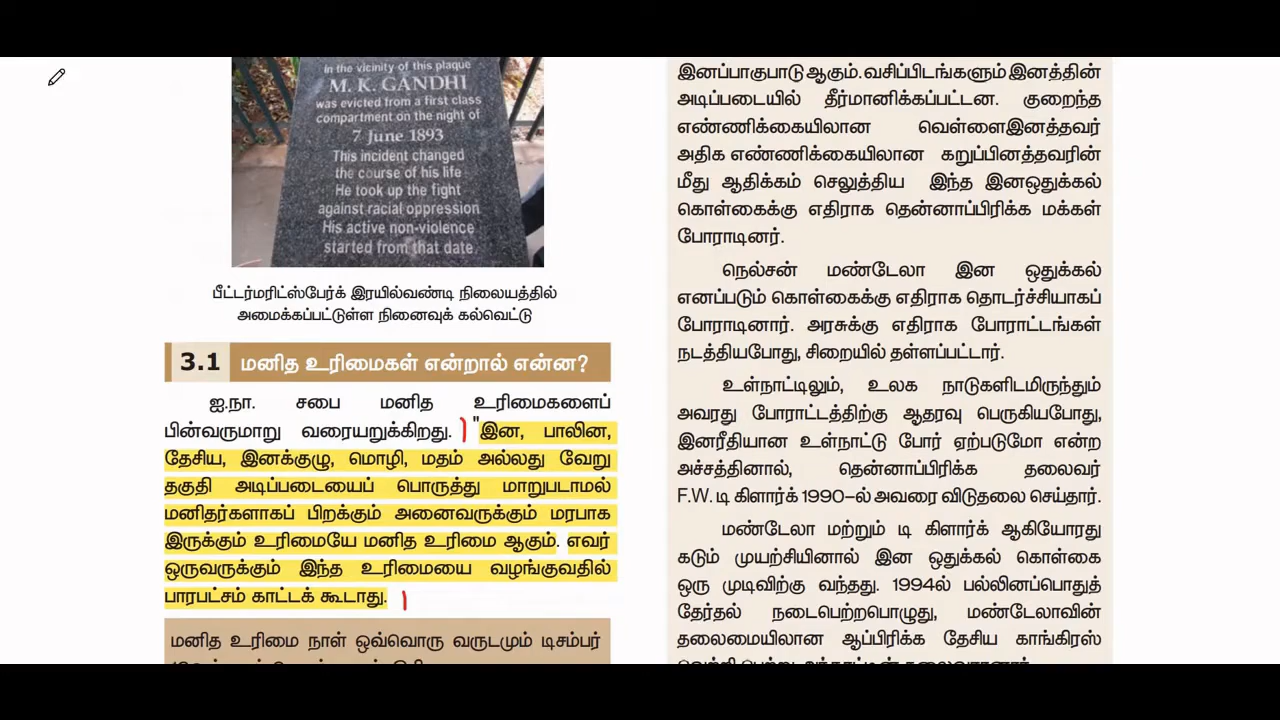 In the vicinity of this plaque
M. K. GANDHI
was evicted from a first class
compartment on the night of
7 June 1893
This incident changed
the course of his life
He took up the fight
against racial oppression
His active non-violence
started from that date.
பீட்டர்மரிட்ஸ்பேர்க் இரயில்வண்டி நிலையத்தில்
அமைக்கப்பட்டுள்ள நினைவுக் கல்வெட்டு
3.1 மனித உரிமைகள் என்றால் என்ன?
ஐ.நா. சபை மனித உரிமைகளைப்
பின்வருமாறு வரையறுக்கிறது. "இன, பாலின,
தேசிய, இனக்குழு, மொழி, மதம் அல்லது வேறு
தகுதி அடிப்படையைப் பொருத்து மாறுபடாமல்
மனிதர்களாகப் பிறக்கும் அனைவருக்கும் மரபாக
இருக்கும் உரிமையே மனித உரிமை ஆகும். எவர்
ஒருவருக்கும் இந்த உரிமையை வழங்குவதில்
பாரபட்சம் காட்டக் கூடாது.
மனித உரிமை நாள் ஒவ்வொரு வருடமும் டிசம்பர்
இனப்பாகுபாடு ஆகும். வசிப்பிடங்களும் இனத்தின்
அடிப்படையில் தீர்மானிக்கப்பட்டன. குறைந்த
எண்ணிக்கையிலான வெள்ளைஇனத்தவர்
அதிக எண்ணிக்கையிலான கறுப்பினத்தவரின்
மீது ஆதிக்கம் செலுத்திய இந்த இனஒதுக்கல்
கொள்கைக்கு எதிராக தென்னாப்பிரிக்க மக்கள்
போராடினர்.
நெல்சன் மண்டேலா இன ஒதுக்கல்
எனப்படும் கொள்கைக்கு எதிராக தொடர்ச்சியாகப்
போராடினார். அரசுக்கு எதிராக போராட்டங்கள்
நடத்தியபோது, சிறையில் தள்ளப்பட்டார்.
உள்நாட்டிலும், உலக நாடுகளிடமிருந்தும்
அவரது போராட்டத்திற்கு ஆதரவு பெருகியபோது,
இனரீதியான உள்நாட்டு போர் ஏற்படுமோ என்ற
அச்சத்தினால், தென்னாப்பிரிக்க தலைவர்
F.W. டி கிளார்க் 1990–ல் அவரை விடுதலை செய்தார்.
மண்டேலா மற்றும் டி கிளார்க் ஆகியோரது
கடும் முயற்சியினால் இன ஒதுக்கல் கொள்கை
ஒரு முடிவிற்கு வந்தது. 1994ல் பல்லினப்பொதுத்
தேர்தல் நடைபெற்றபொழுது, மண்டேலாவின்
தலைமையிலான ஆப்பிரிக்க தேசிய காங்கிரஸ்